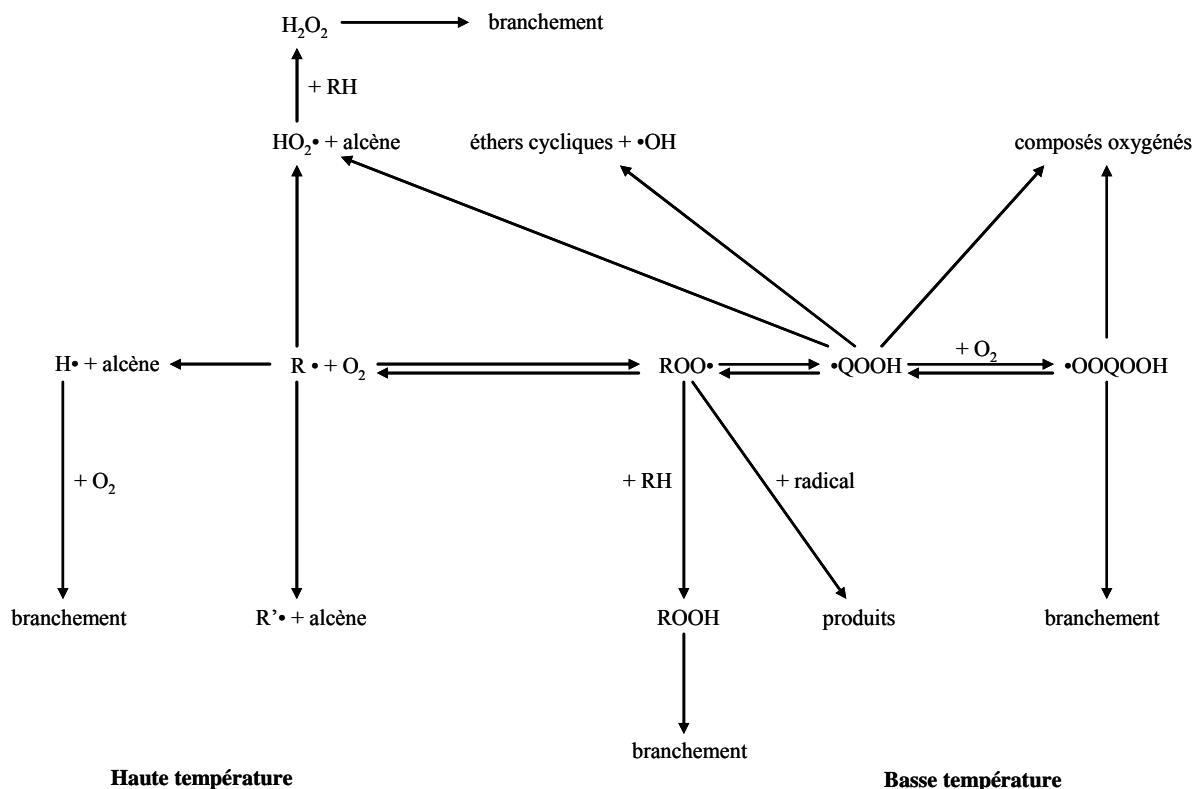 H₂O₂ branchement
+ RH
HO₂• + alcène éthers cycliques + •OH composés oxygénés
H• + alcène R • + O₂ ROO• •QOOH + O₂ •OOQOOH
+ O₂ + RH + radical
branchement R’• + alcène ROOH produits branchement
branchement
Haute température Basse température